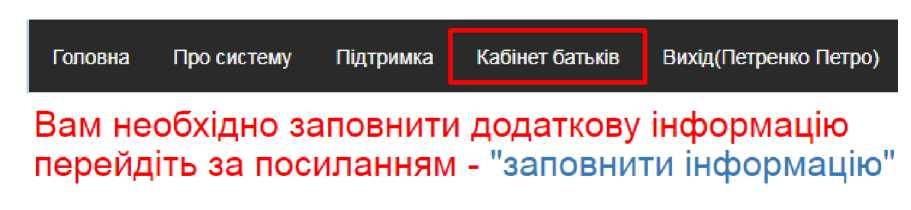 Головна Про систему Підтримка Кабінет батьків Вихід(Петренко Петро)
Вам необхідно заповнити додаткову інформацію
перейдіть за посиланням - "заповнити інформацію"